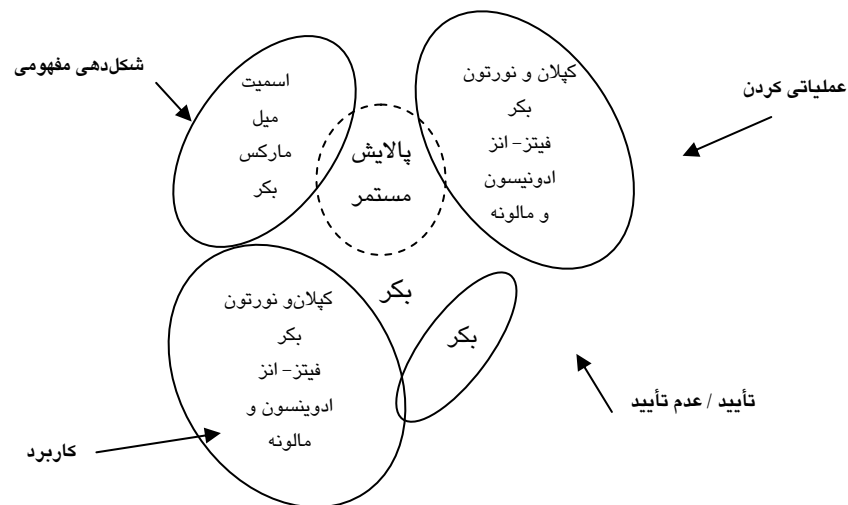 شکل‌دهی مفهومی
اسمیت
میل
مارکس
بکر
پالایش
مستمر
کپلان و نورتون
بکر
فیتز- انز
ادونیسون
و مالونه
عملیاتی کردن
بکر
کپلان‌و نورتون
بکر
فیتز- انز
ادوینسون و
مالونه
بکر
تأیید / عدم تأیید
کاربرد